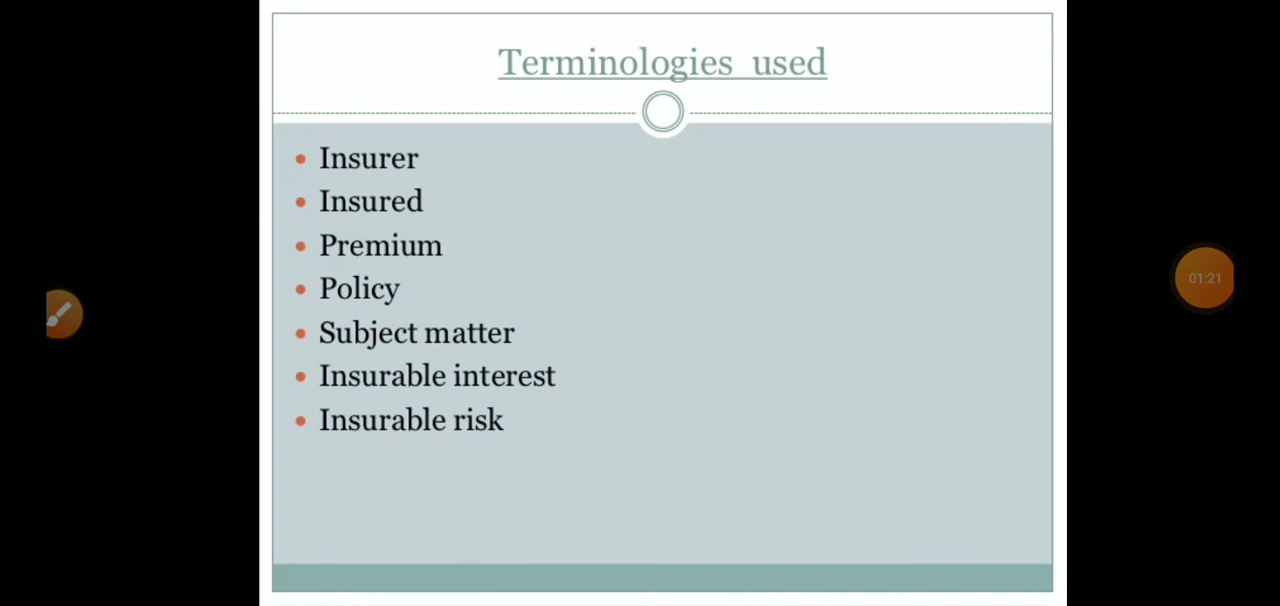 Terminologies used
Insurer
Insured
Premium
Policy
Subject matter
Insurable interest
Insurable risk
01:21